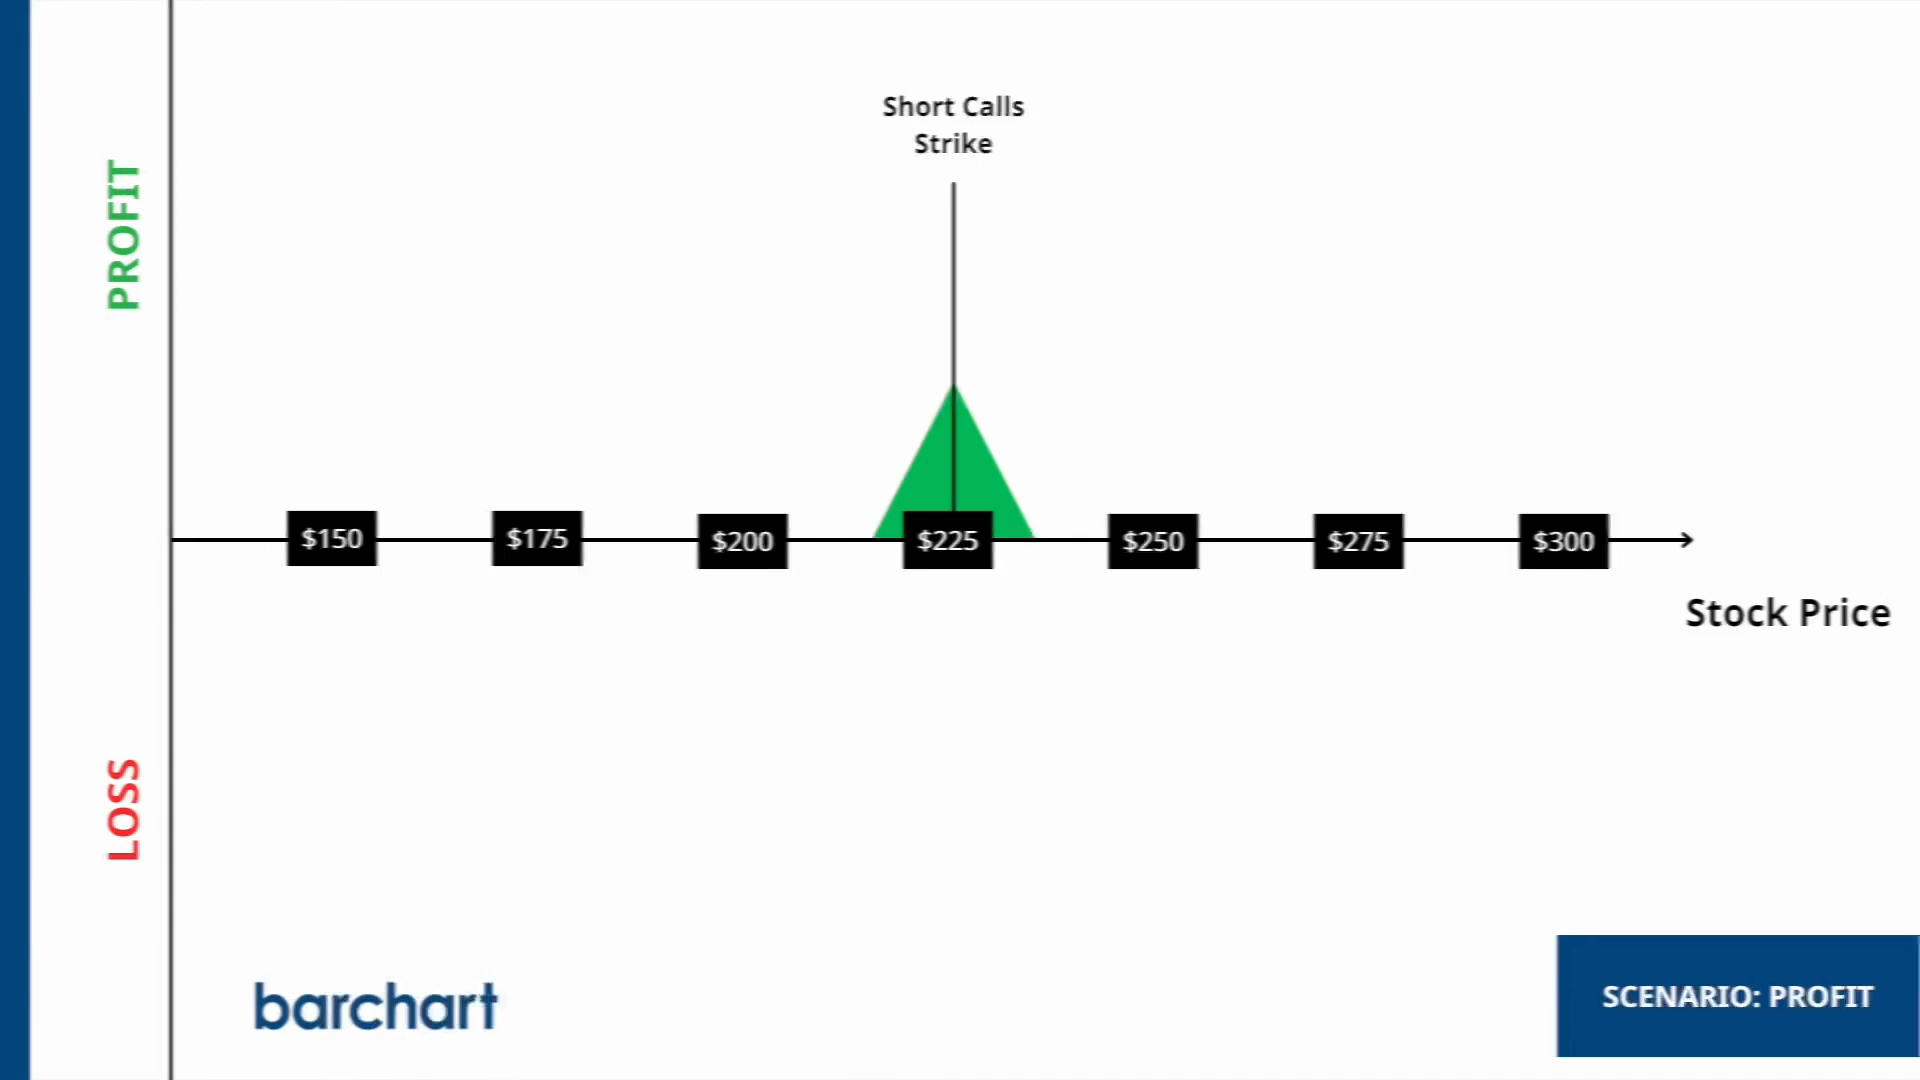 Short Calls
Strike
PROFIT
$150
$175
$200
$225
$250
$275
$300
Stock Price
LOSS
barchart
SCENARIO: PROFIT